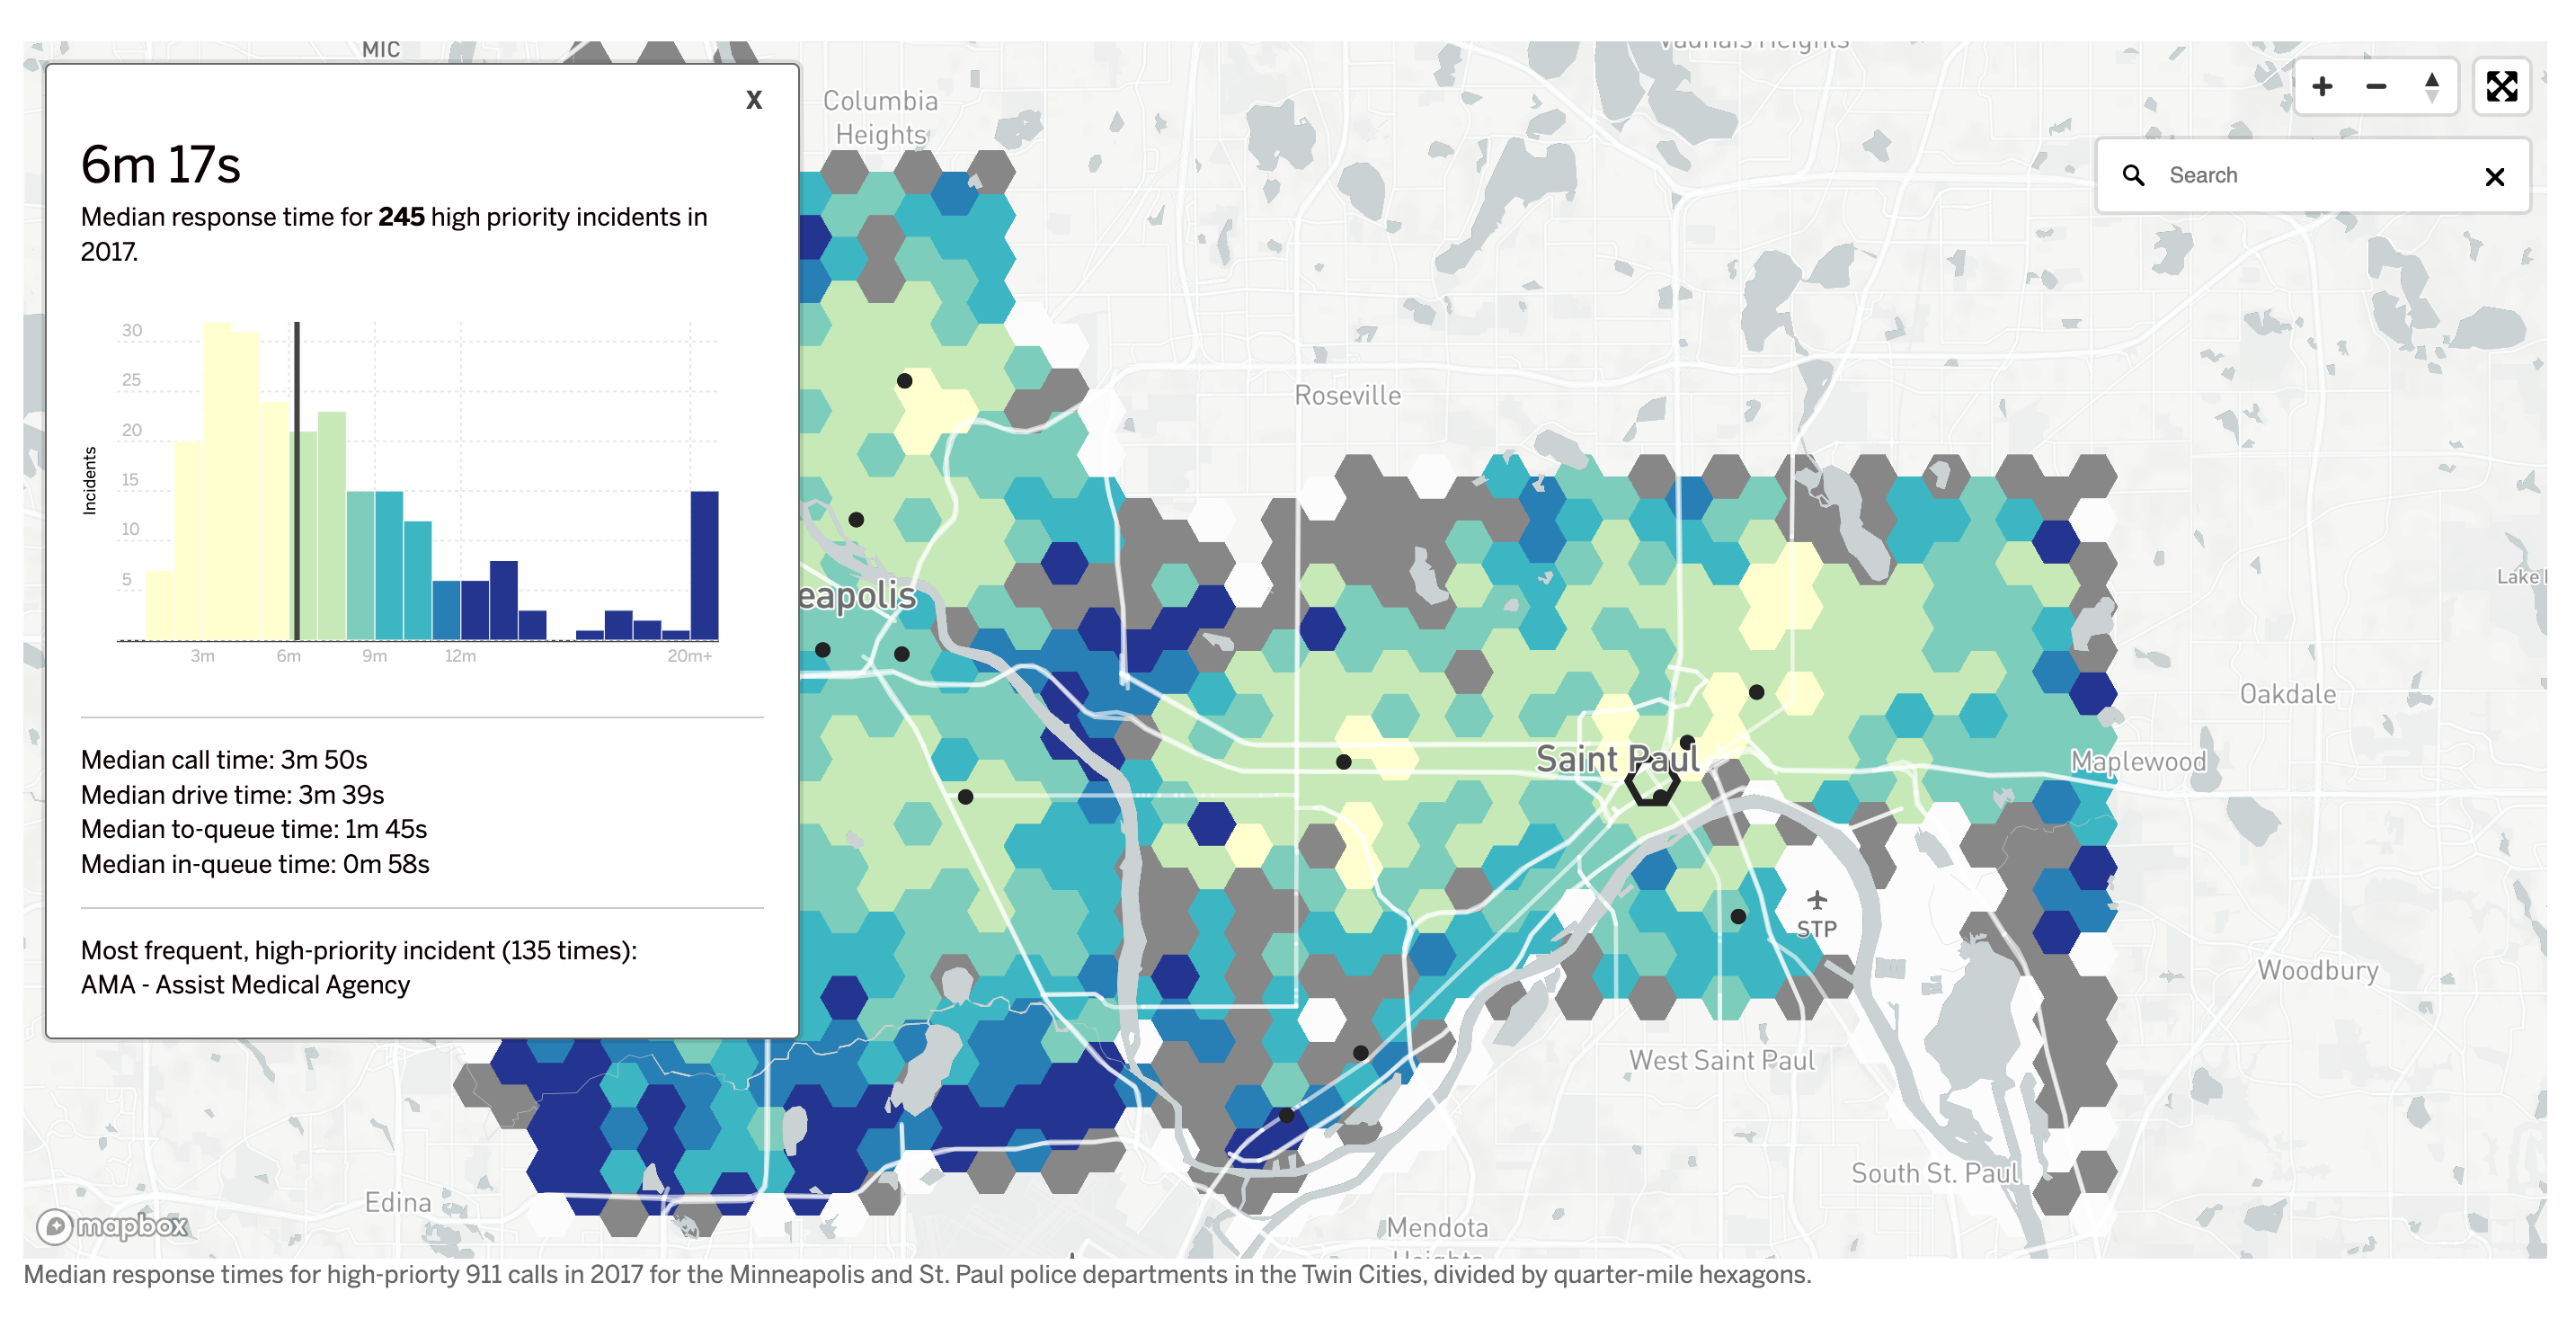 MIC
Vadnais Heights
X
Columbia
Heights
6m 17s
Median response time for 245 high priority incidents in
2017.
Search
30
25
20
15
10
5
Incidents
3m
6m
9m
12m
20m+
Roseville
eapolis
Lake
Oakdale
Saint Paul
Maplewood
Median call time: 3m 50s
Median drive time: 3m 39s
Median to-queue time: 1m 45s
Median in-queue time: 0m 58s
STP
Most frequent, high-priority incident (135 times):
AMA - Assist Medical Agency
Woodbury
West Saint Paul
South St. Paul
Edina
Mendota
Heights
mapbox
Median response times for high-priorty 911 calls in 2017 for the Minneapolis and St. Paul police departments in the Twin Cities, divided by quarter-mile hexagons.